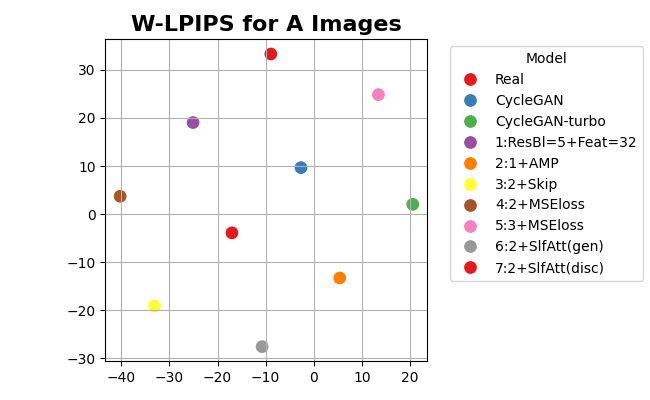 W-LPIPS for A Images
30
20
10
0
−10
−20
−30
−40
−30
−20
−10
0
10
20
Model
Real
CycleGAN
CycleGAN-turbo
1:ResBl=5+Feat=32
2:1+AMP
3:2+Skip
4:2+MSEloss
5:3+MSEloss
6:2+SlfAtt(gen)
7:2+SlfAtt(disc)